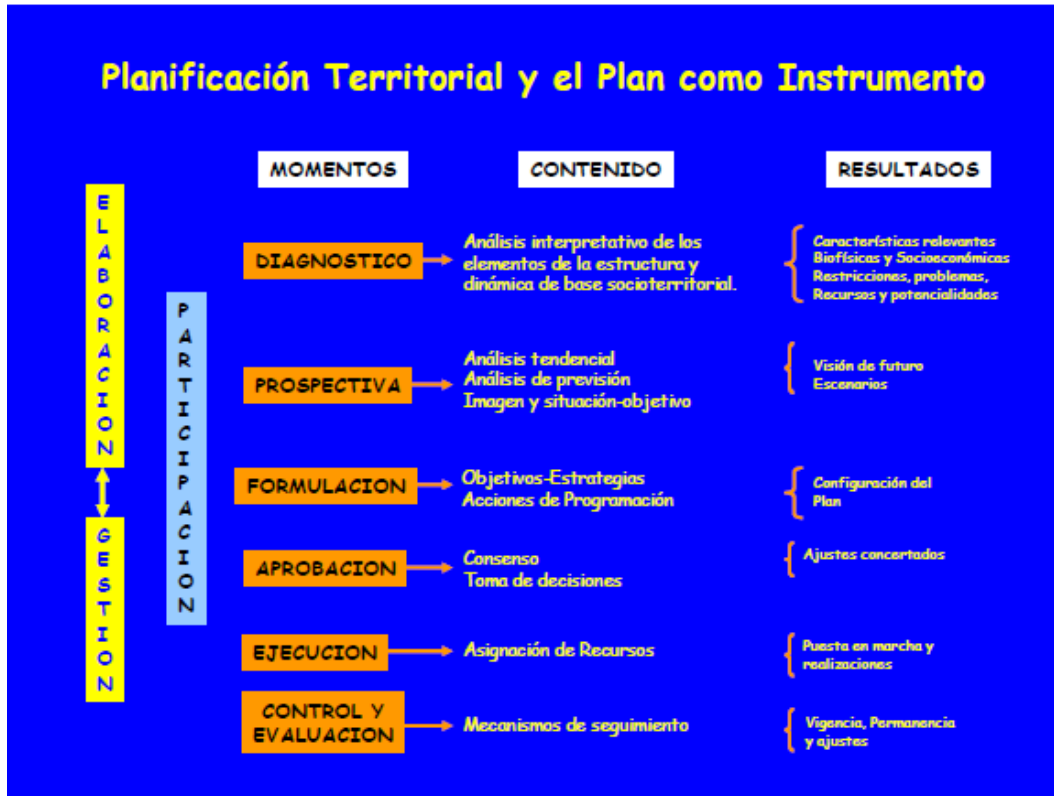 Planificación Territorial y el Plan como Instrumento
MOMENTOS
CONTENIDO
RESULTADOS
ELABORACION
GESTION
PARTICIPACION
DIAGNOSTICO
Análisis interpretativo de los
elementos de la estructura y
dinámica de base socioterritorial.
Características relevantes
Biofísicas y Socioeconómicas
Restricciones, problemas,
Recursos y potencialidades
PROSPECTIVA
Análisis tendencial
Análisis de previsión
Imagen y situación-objetivo
Visión de futuro
Escenarios
FORMULACION
Objetivos-Estrategias
Acciones de Programación
Configuración del
Plan
APROBACION
Consenso
Toma de decisiones
Ajustes concertados
EJECUCION
Asignación de Recursos
Puesta en marcha y
realizaciones
CONTROL Y
EVALUACION
Mecanismos de seguimiento
Vigencia, Permanencia
y ajustes